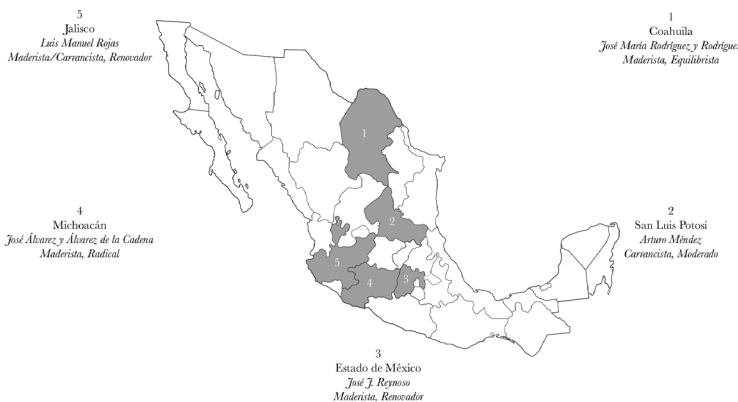 5
Jalisco
Luis Manuel Rojas
Maderista/Carrancista, Renovador
1
Coahuila
José María Rodríguez y Rodrígue
Maderista, Equilibrista
1
2
5
4
3
4
Michoacán
José Álvarez y Álvarez de la Cadena
Maderista, Radical
2
San Luis Potosí
Arturo Méndez
Carrancista, Moderado
3
Estado de México
José J. Reynoso
Maderista, Renovador